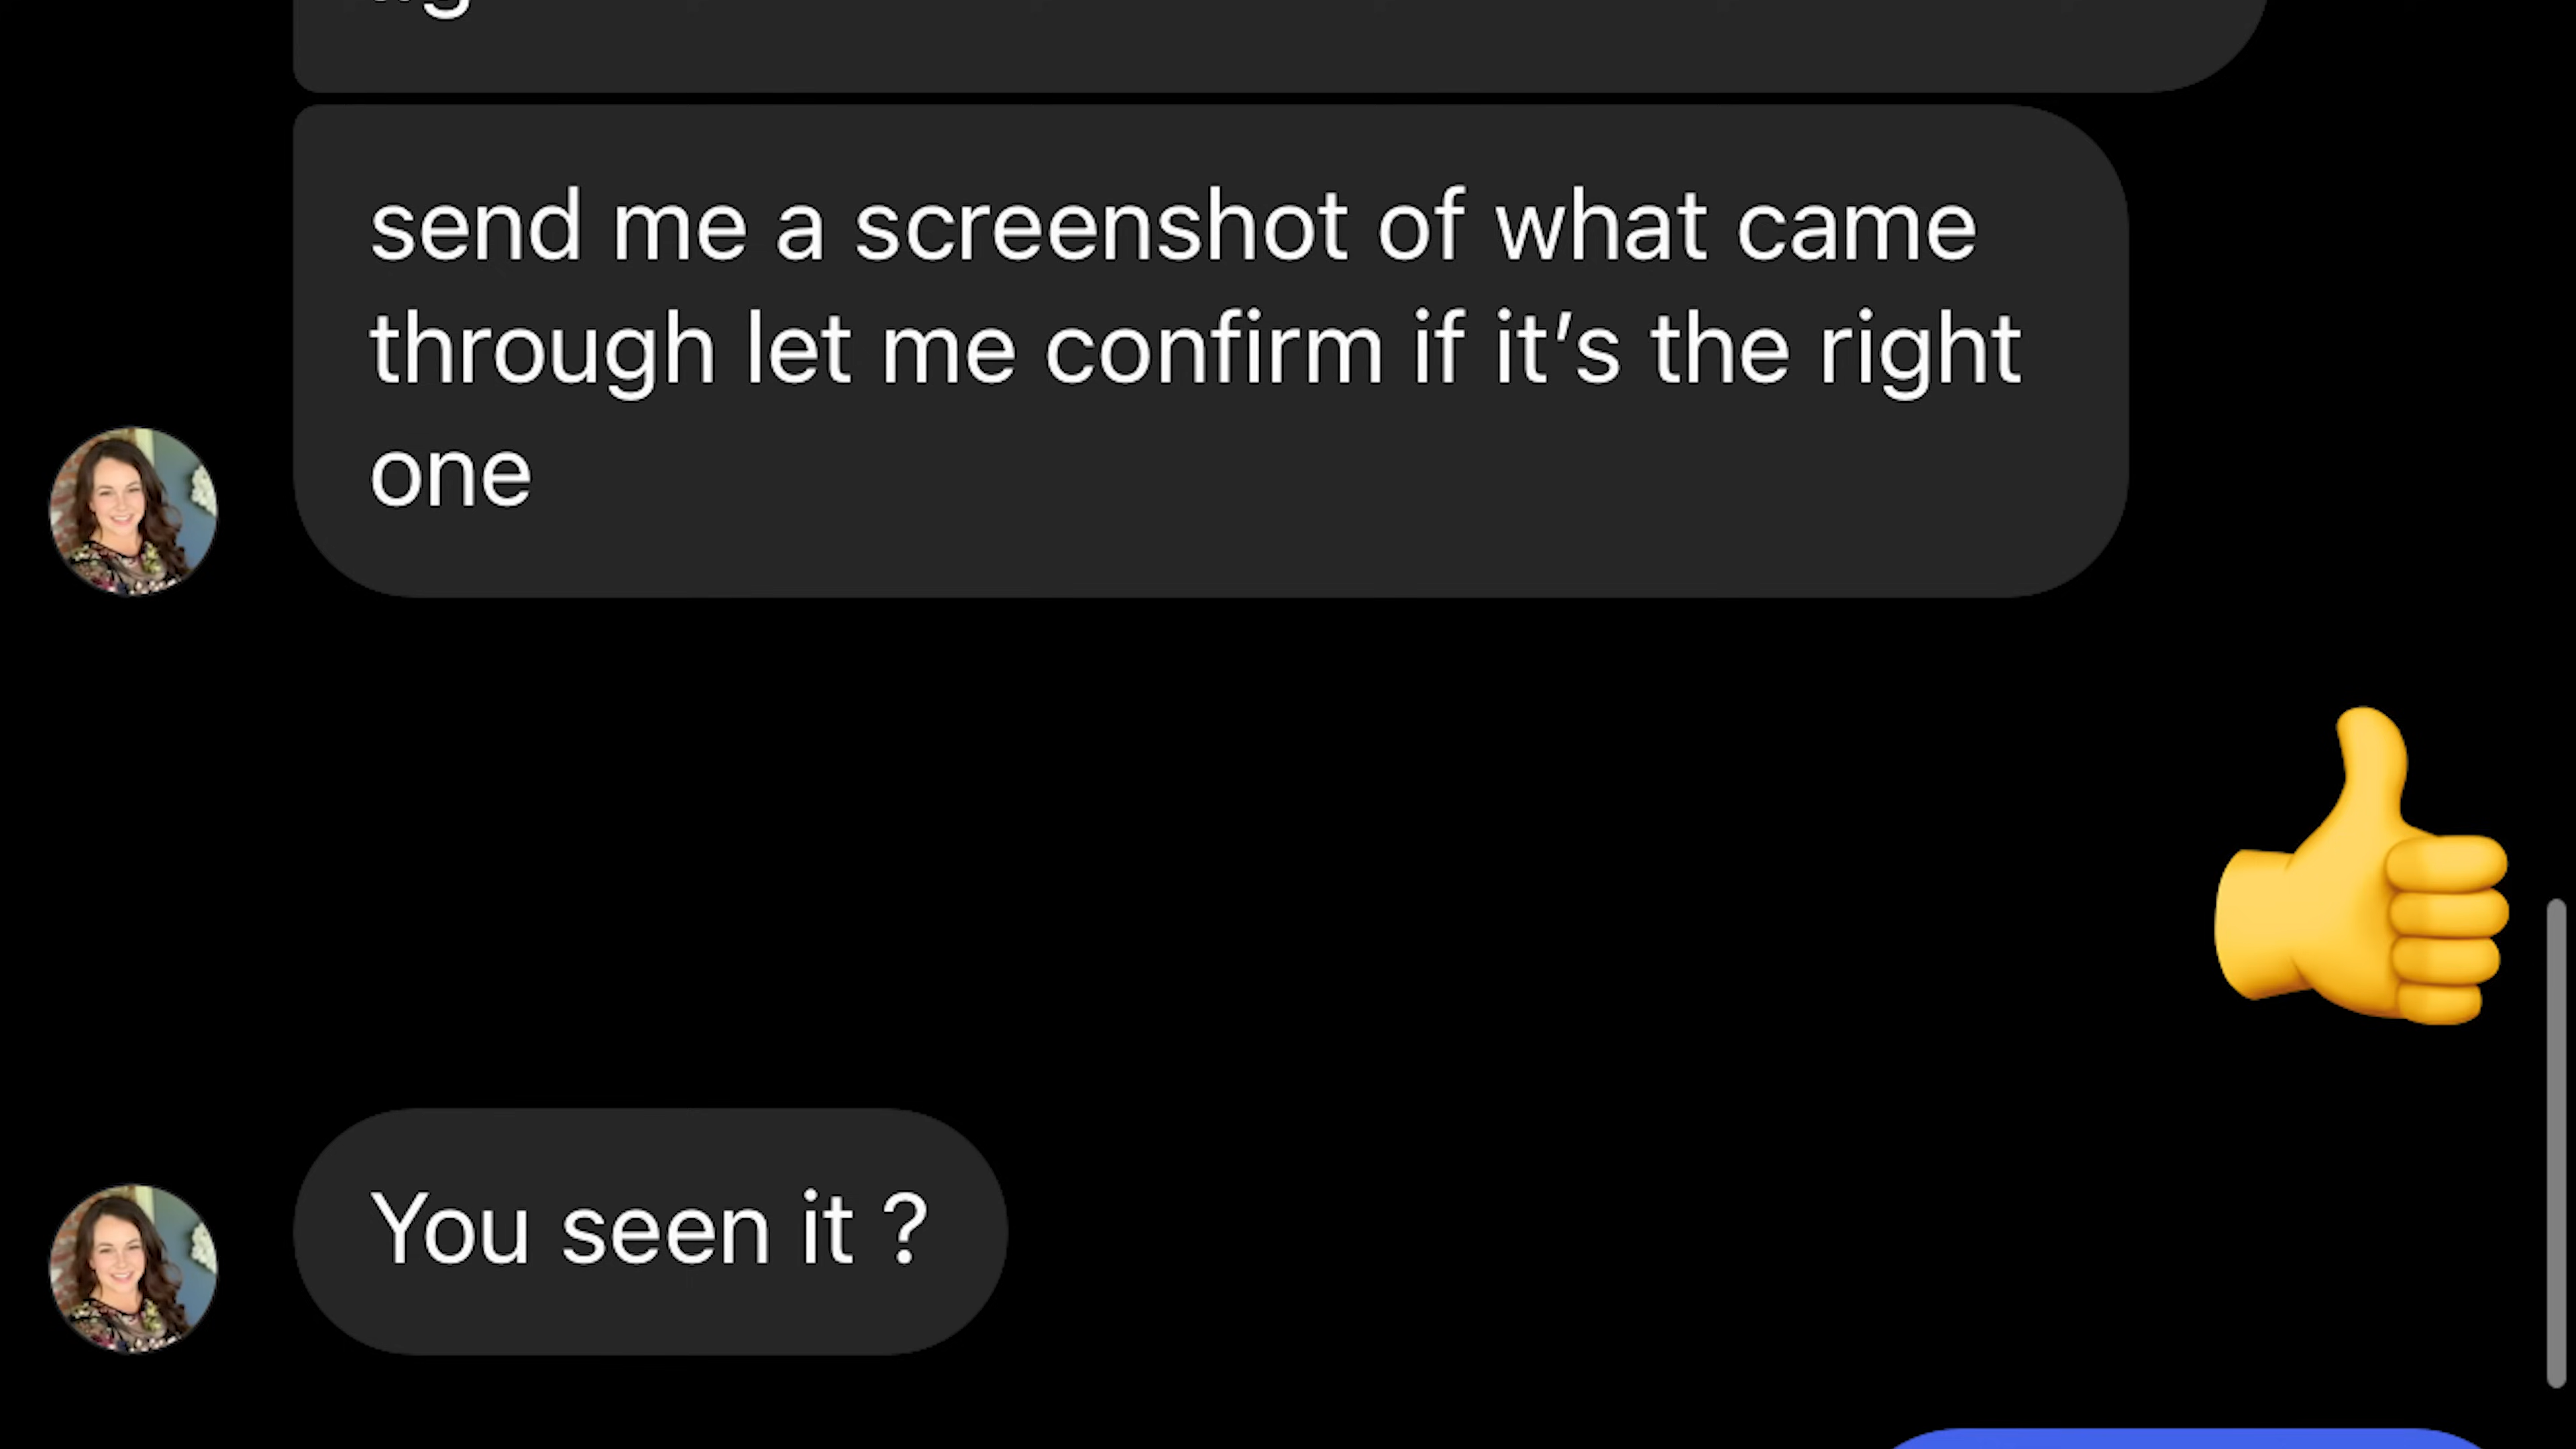 send me a screenshot of what came
through let me confirm if it's the right
one
You seen it ?